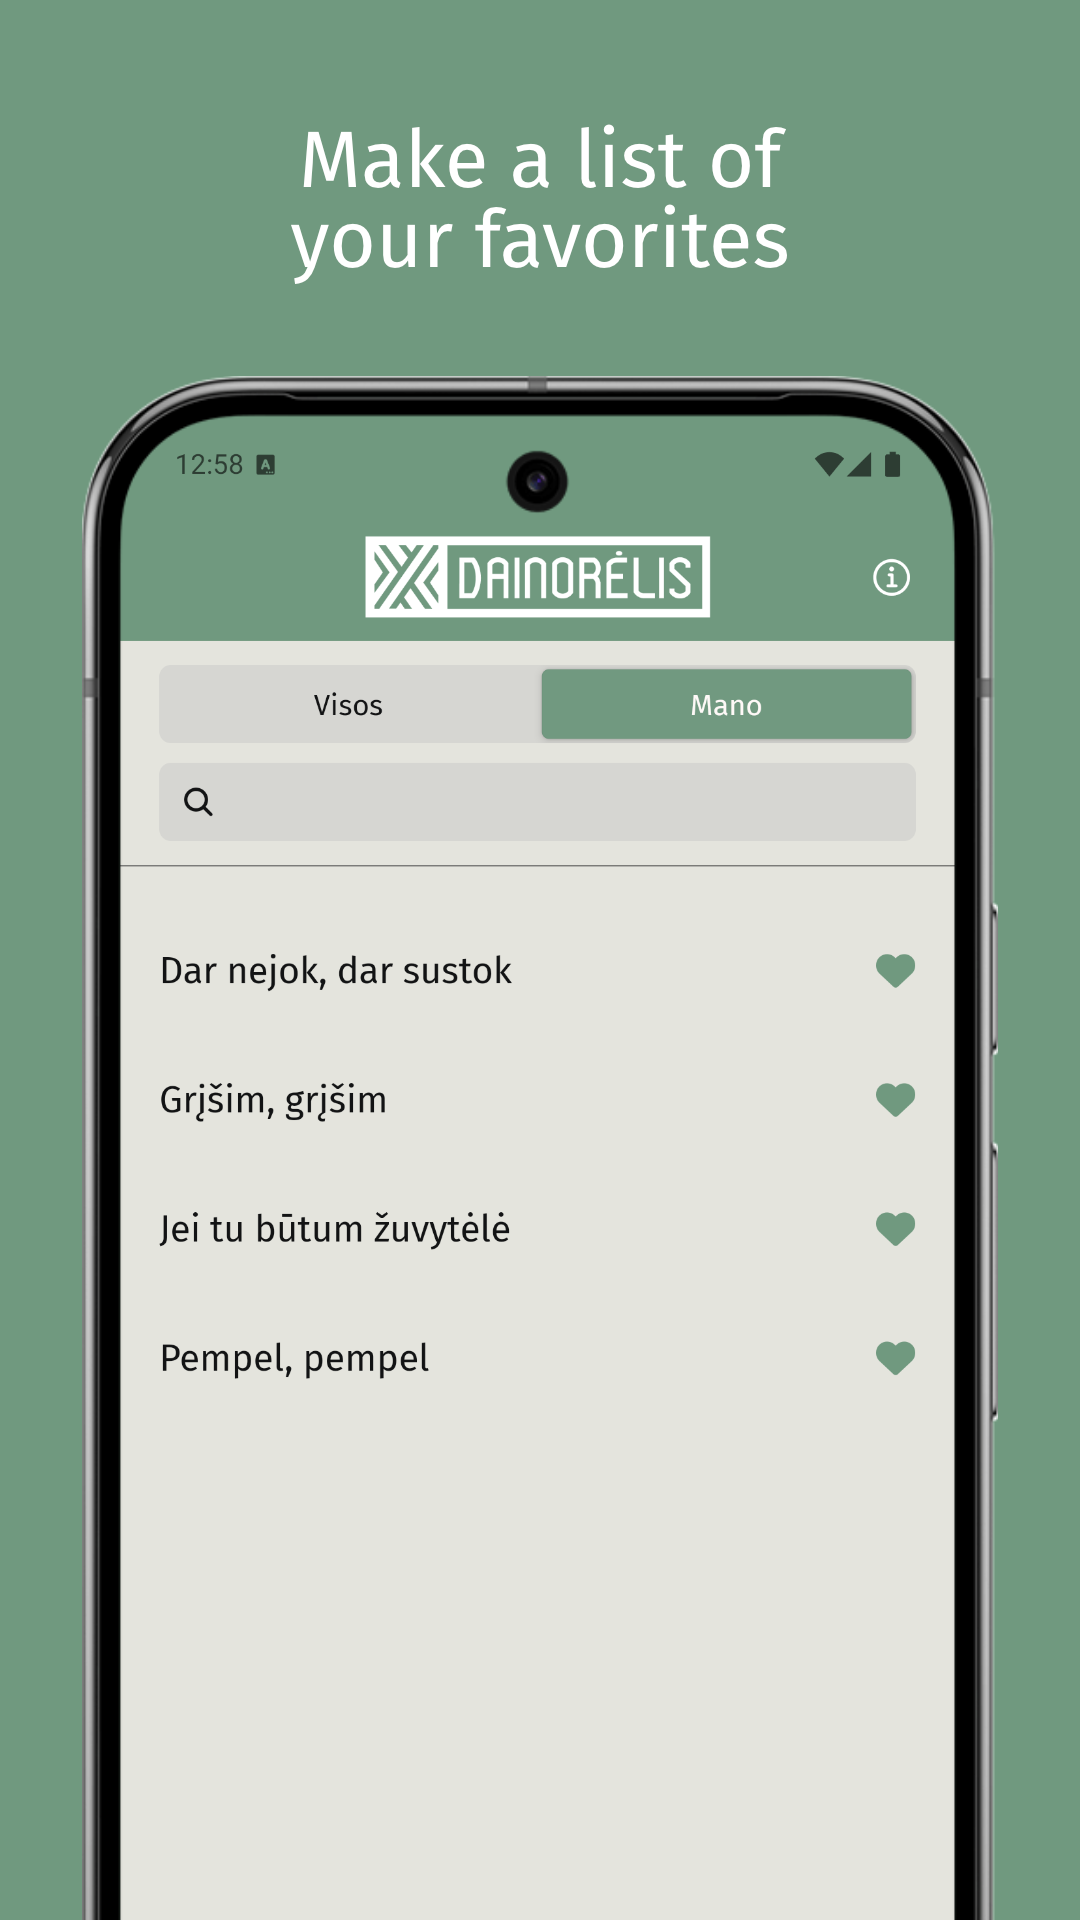 Make a list of
your favorites
12:58 A
DAINORĖLIS
Visos
Mano
Dar nejok, dar sustok
Grįšim, grįšim
Jei tu būtum žuvytėlė
Pempel, pempel